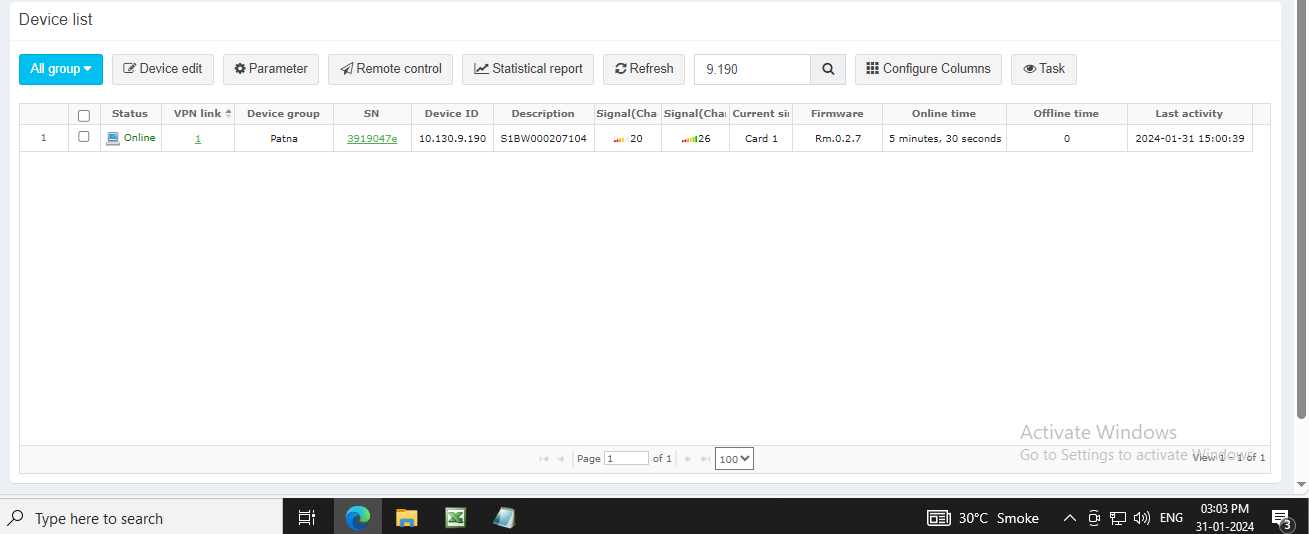 Device list
All group Device edit Parameter Remote control Statistical report Refresh 9.190 Configure Columns Task
Status VPN link Device group SN Device ID Description Signal(Cha Signal(Cha Current si Firmware Online time Offline time Last activity
1 Online 1 Patna 3919047e 10.130.9.190 S1BW000207104 20 26 Card 1 Rm.0.2.7 5 minutes, 30 seconds 0 2024-01-31 15:00:39
Activate Windows
Go to Settings to activate Windows.
Page 1 of 1 100 View 1 - 1 of 1
Type here to search 30°C Smoke ENG 03:03 PM
31-01-2024 3